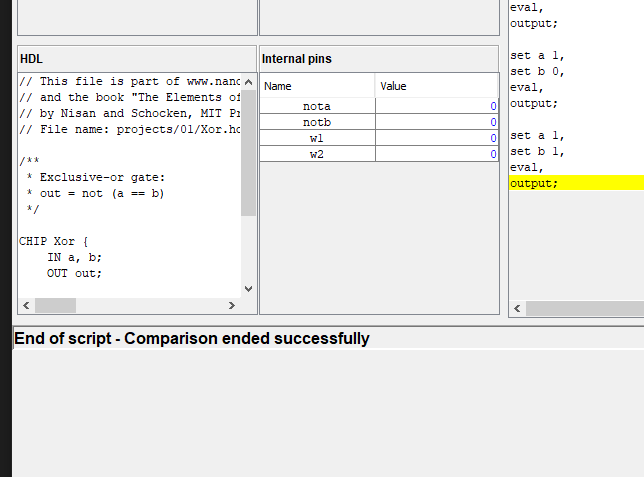 HDL
// This file is part of www.nand
// and the book "The Elements of
// by Nisan and Schocken, MIT Pr
// File name: projects/01/Xor.hd
/**
* Exclusive-or gate:
* out = not (a == b)
*/
CHIP Xor {
IN a, b;
OUT out;
Internal pins
Name Value
nota 0
notb 0
w1 0
w2 0
eval,
output;
set a 1,
set b 0,
eval,
output;
set a 1,
set b 1,
eval,
output;
End of script - Comparison ended successfully